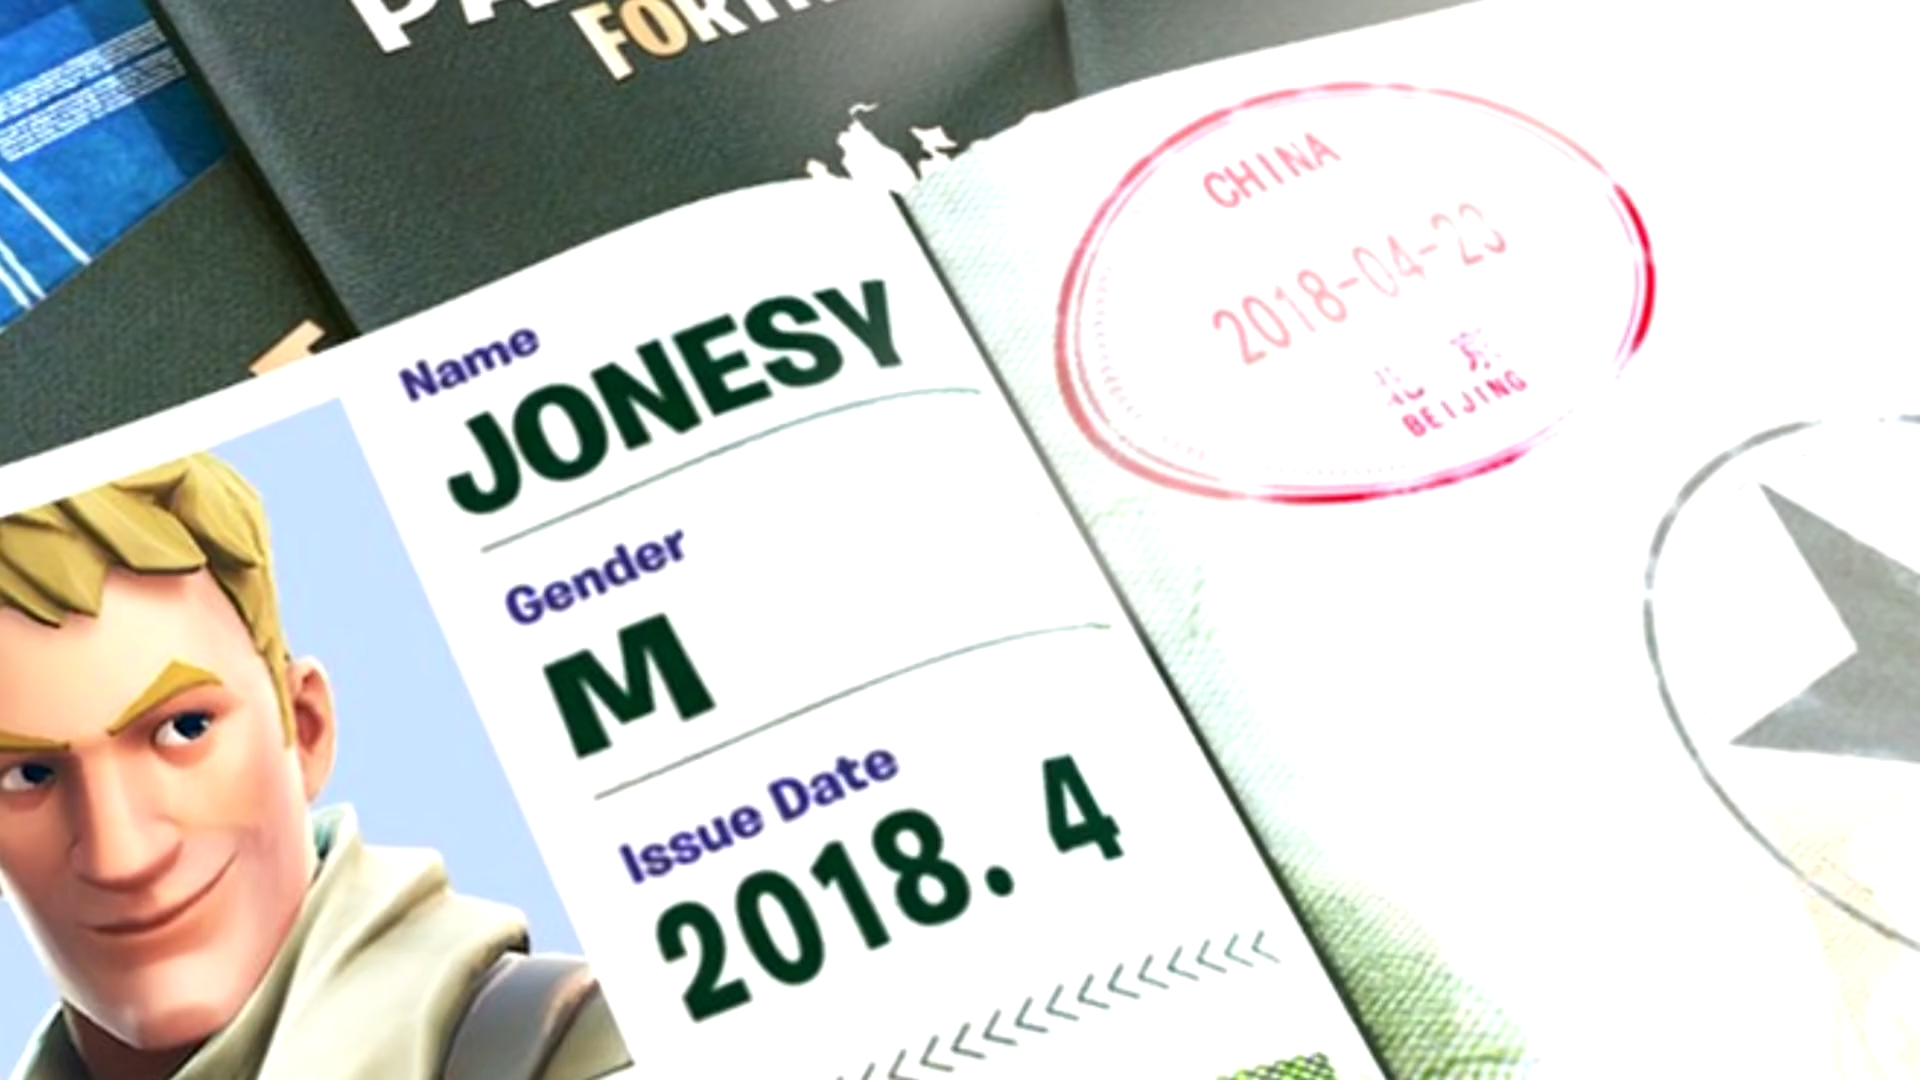 FORTN
Name
JONESY
Gender
M
Issue Date
2018. 4
CHINA
2018-04-23
北 京
BEIJING